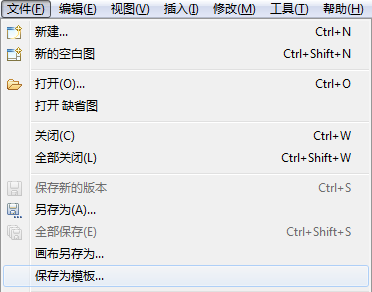 文件(F) 编辑(E) 视图(V) 插入(I) 修改(M) 工具(T) 帮助(H)
新建... Ctrl+N
新的空白图 Ctrl+Shift+N
打开(O)... Ctrl+O
打开 缺省图
关闭(C) Ctrl+W
全部关闭(L) Ctrl+Shift+W
保存新的版本 Ctrl+S
另存为(A)...
全部保存(E) Ctrl+Shift+S
画布另存为...
保存为模板...